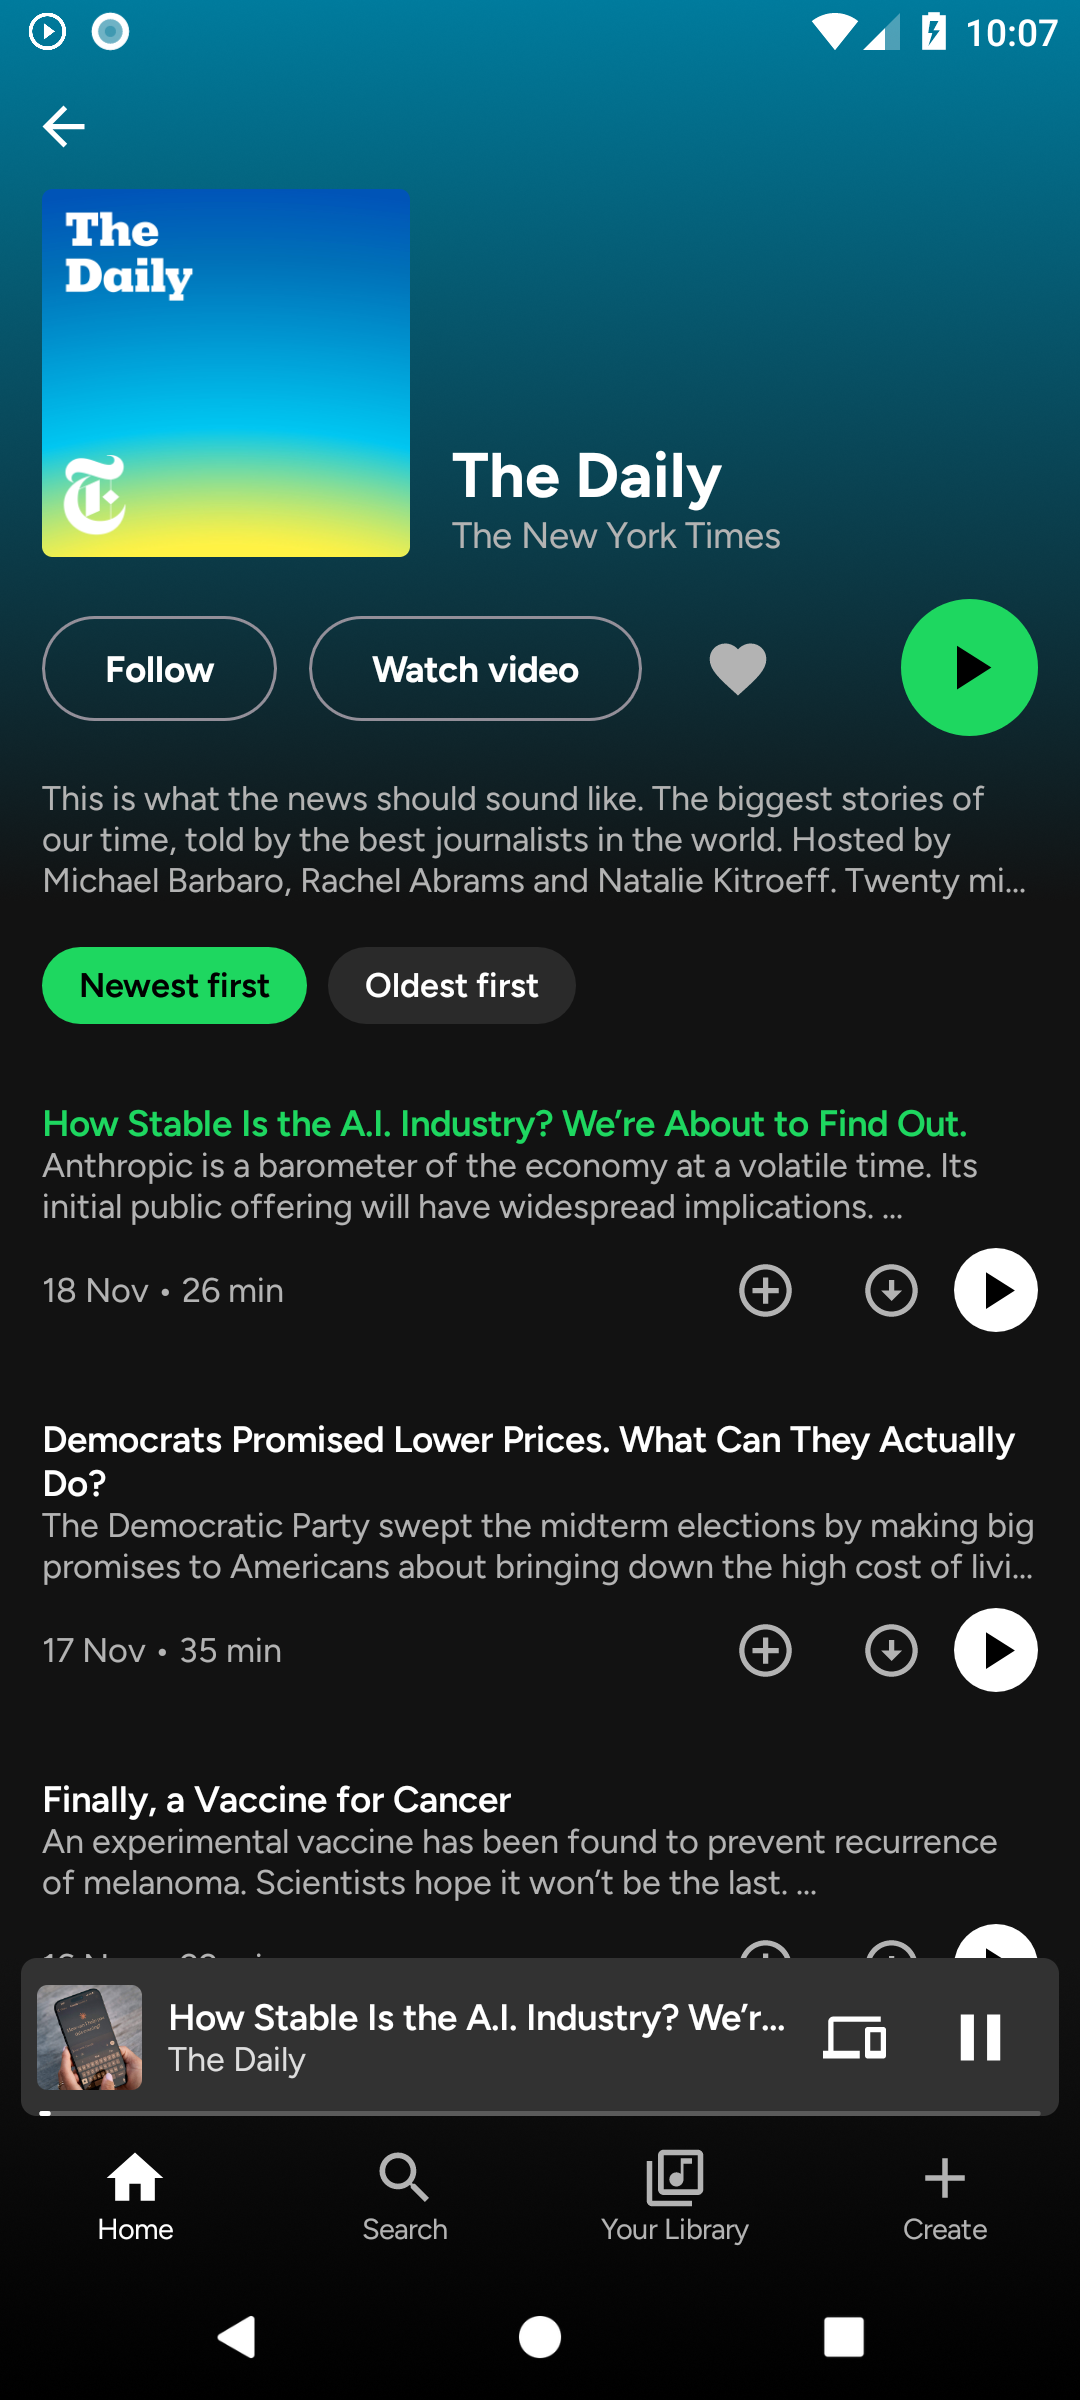 10:07
The
Daily
The Daily
The New York Times
Follow
Watch video
This is what the news should sound like. The biggest stories of
our time, told by the best journalists in the world. Hosted by
Michael Barbaro, Rachel Abrams and Natalie Kitroeff. Twenty mi...
Newest first
Oldest first
How Stable Is the A.I. Industry? We’re About to Find Out.
Anthropic is a barometer of the economy at a volatile time. Its
initial public offering will have widespread implications. ...
18 Nov • 26 min
Democrats Promised Lower Prices. What Can They Actually
Do?
The Democratic Party swept the midterm elections by making big
promises to Americans about bringing down the high cost of livi...
17 Nov • 35 min
Finally, a Vaccine for Cancer
An experimental vaccine has been found to prevent recurrence
of melanoma. Scientists hope it won’t be the last. ...
How Stable Is the A.I. Industry? We’r...
The Daily
Home
Search
Your Library
Create